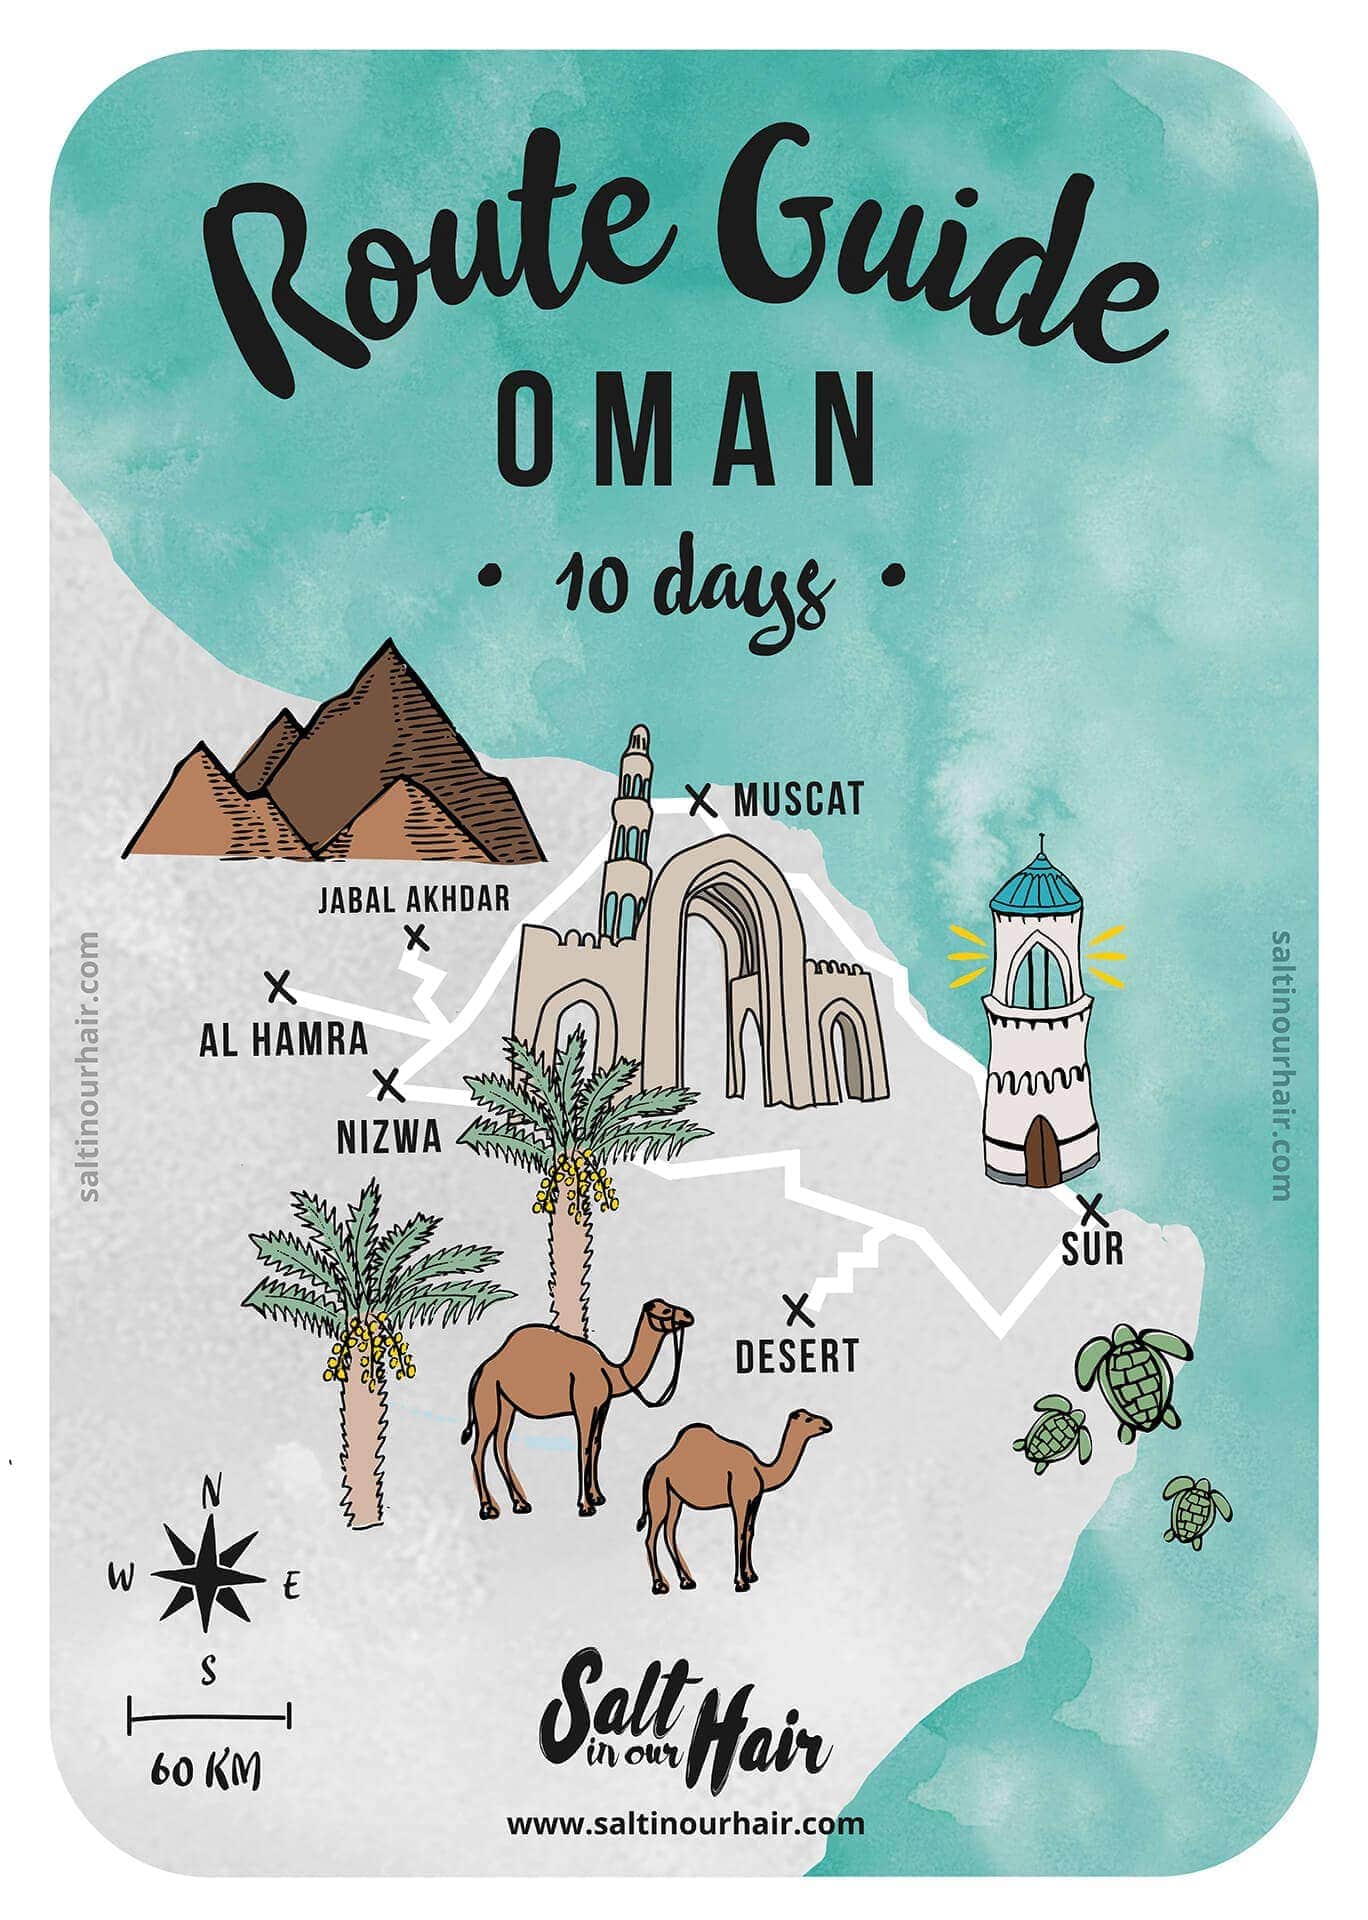 Route Guide
OMAN
• 10 days •
MUSCAT
JABAL AKHDAR
AL HAMRA
NIZWA
SUR
DESERT
saltinourhair.com
saltinourhair.com
N
W
E
S
60 KM
Salt
in our Hair
www.saltinourhair.com